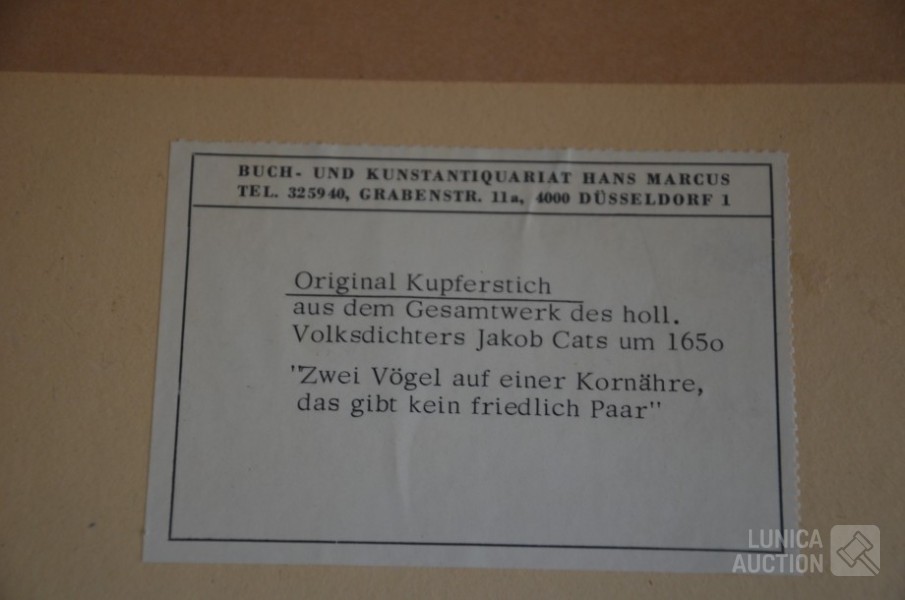 BUCH- UND KUNSTANTIQUARIAT HANS MARCUS
TEL. 325940, GRABENSTR. 11a, 4000 DÜSSELDORF 1
Original Kupferstich
aus dem Gesamtwerk des holl.
Volksdichters Jakob Cats um 165o
"Zwei Vögel auf einer Kornähre,
das gibt kein friedlich Paar"
LUNICA
AUCTION